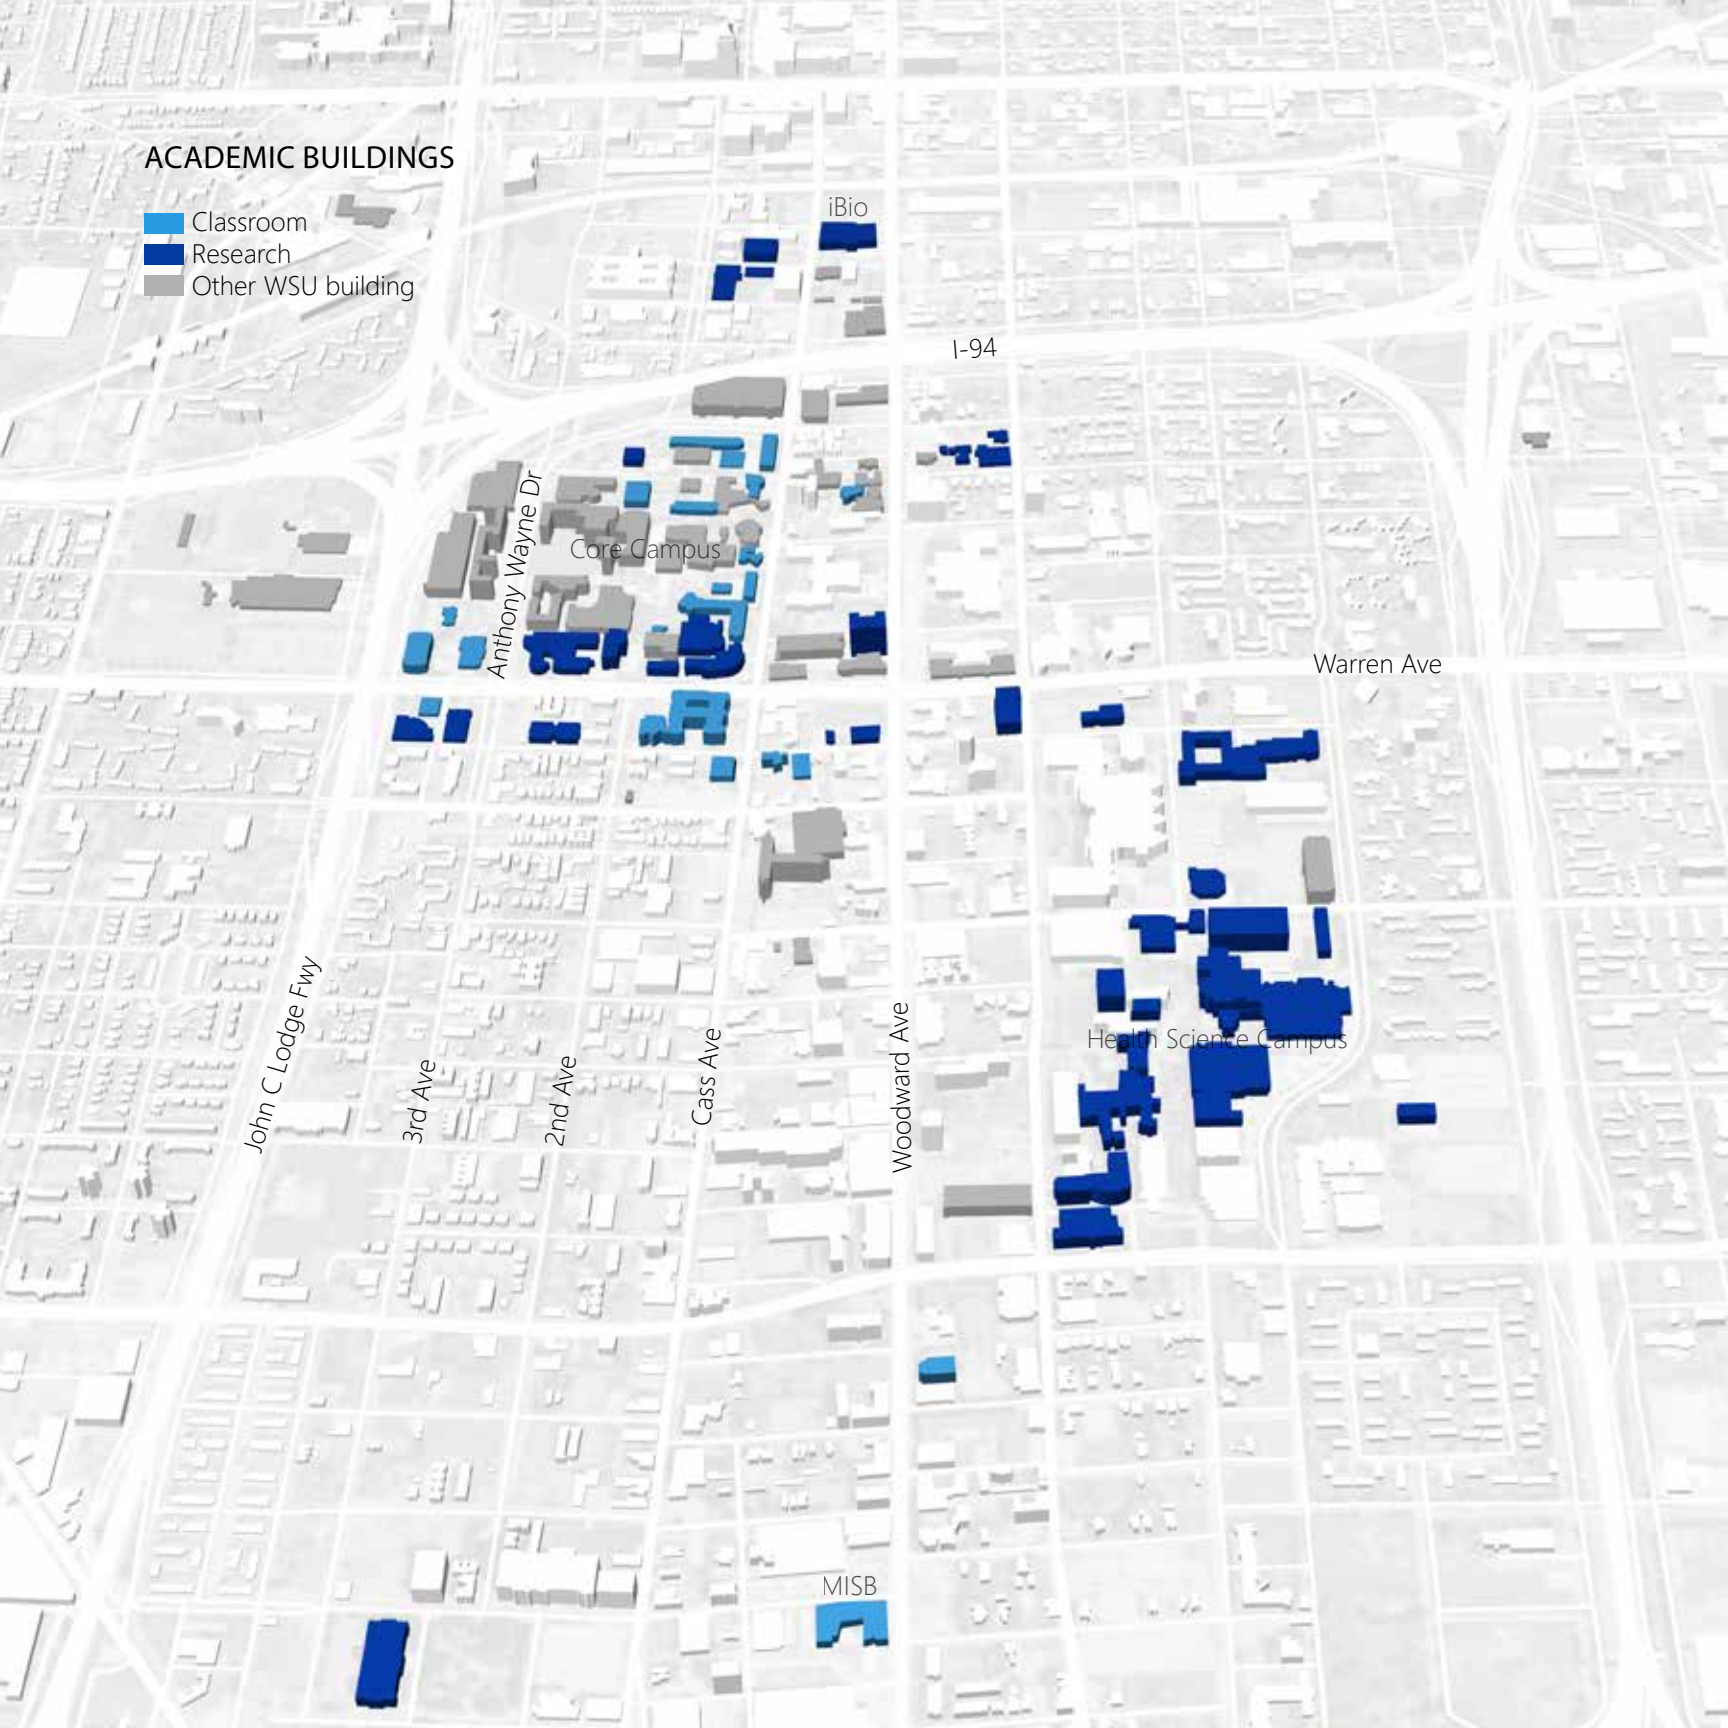 ACADEMIC BUILDINGS
Classroom
Research
Other WSU building
iBio
I-94
Anthony Wayne Dr
Core Campus
Warren Ave
John C Lodge Fwy
3rd Ave
2nd Ave
Cass Ave
Woodward Ave
Health Science Campus
MISB